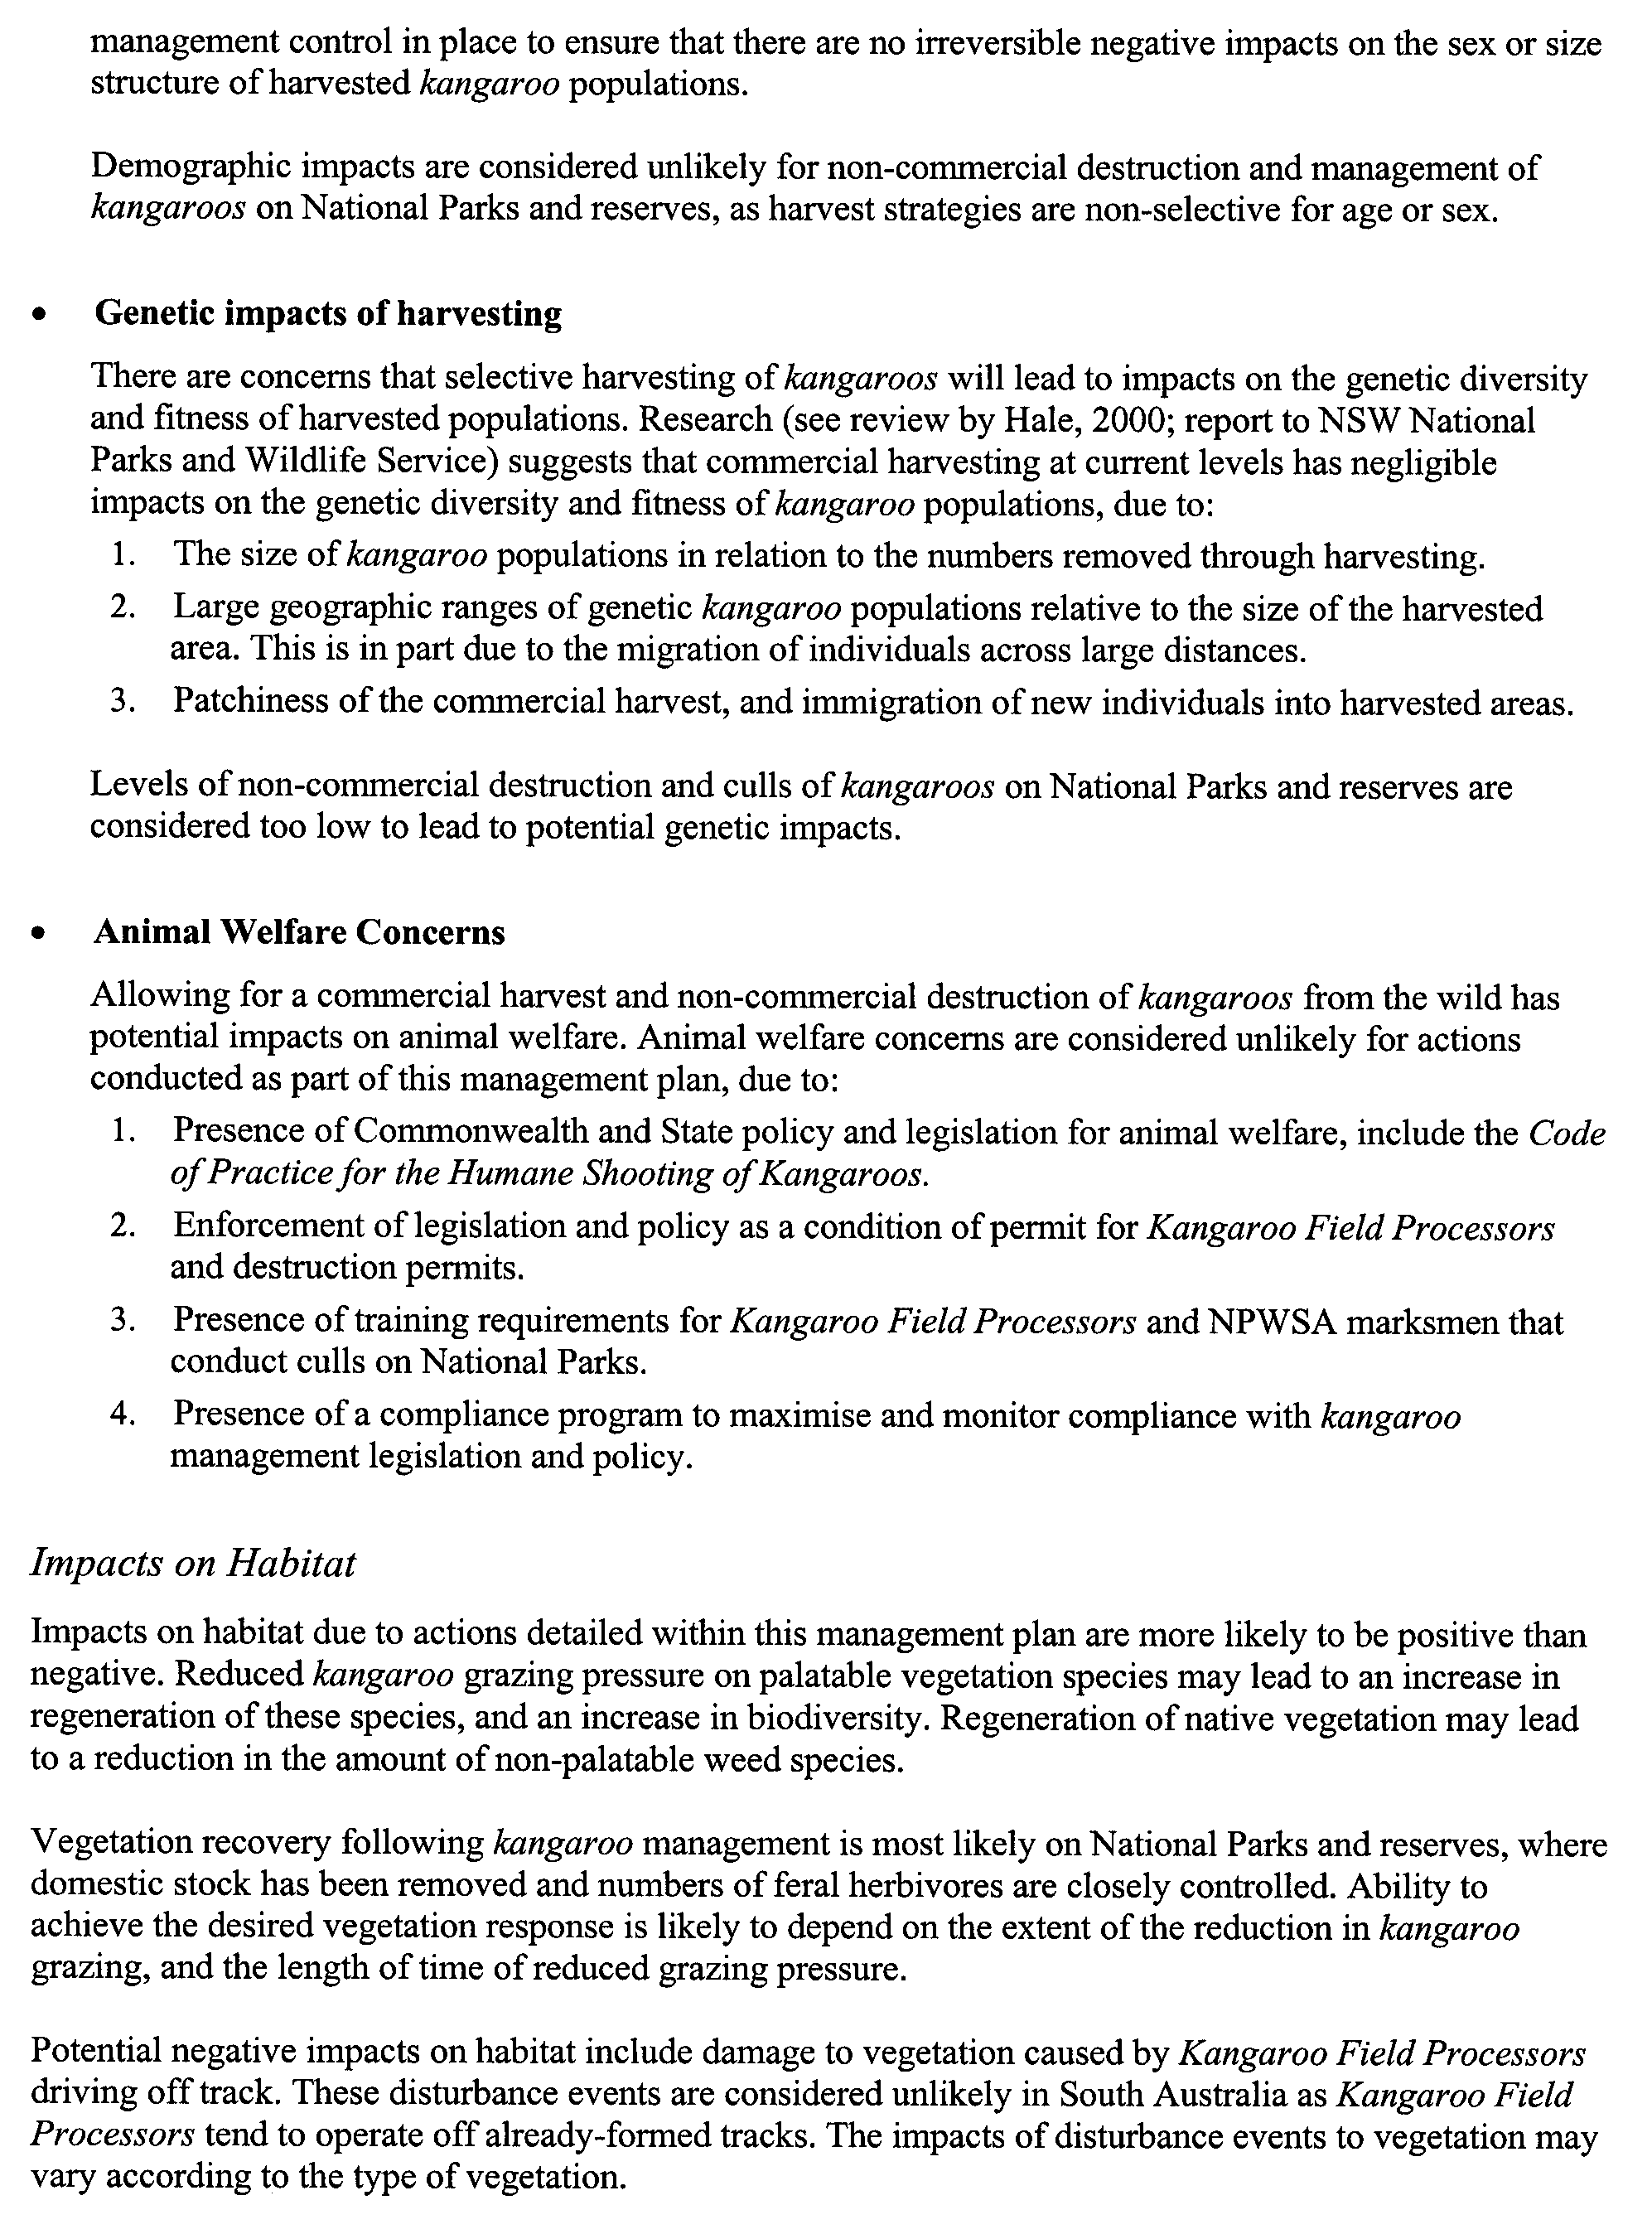 management control in place to ensure that there are no irreversible negative impacts on the sex or size
structure of harvested kangaroo populations.
Demographic impacts are considered unlikely for non-commercial destruction and management of
kangaroos on National Parks and reserves, as harvest strategies are non-selective for age or sex.
• Genetic impacts of harvesting
There are concerns that selective harvesting of kangaroos will lead to impacts on the genetic diversity
and fitness of harvested populations. Research (see review by Hale, 2000; report to NSW National
Parks and Wildlife Service) suggests that commercial harvesting at current levels has negligible
impacts on the genetic diversity and fitness of kangaroo populations, due to:
1. The size of kangaroo populations in relation to the numbers removed through harvesting.
2. Large geographic ranges of genetic kangaroo populations relative to the size of the harvested
area. This is in part due to the migration of individuals across large distances.
3. Patchiness of the commercial harvest, and immigration of new individuals into harvested areas.
Levels of non-commercial destruction and culls of kangaroos on National Parks and reserves are
considered too low to lead to potential genetic impacts.
• Animal Welfare Concerns
Allowing for a commercial harvest and non-commercial destruction of kangaroos from the wild has
potential impacts on animal welfare. Animal welfare concerns are considered unlikely for actions
conducted as part of this management plan, due to:
1. Presence of Commonwealth and State policy and legislation for animal welfare, include the Code
of Practice for the Humane Shooting of Kangaroos.
2. Enforcement of legislation and policy as a condition of permit for Kangaroo Field Processors
and destruction permits.
3. Presence of training requirements for Kangaroo Field Processors and NPWSA marksmen that
conduct culls on National Parks.
4. Presence of a compliance program to maximise and monitor compliance with kangaroo
management legislation and policy.
Impacts on Habitat
Impacts on habitat due to actions detailed within this management plan are more likely to be positive than
negative. Reduced kangaroo grazing pressure on palatable vegetation species may lead to an increase in
regeneration of these species, and an increase in biodiversity. Regeneration of native vegetation may lead
to a reduction in the amount of non-palatable weed species.
Vegetation recovery following kangaroo management is most likely on National Parks and reserves, where
domestic stock has been removed and numbers of feral herbivores are closely controlled. Ability to
achieve the desired vegetation response is likely to depend on the extent of the reduction in kangaroo
grazing, and the length of time of reduced grazing pressure.
Potential negative impacts on habitat include damage to vegetation caused by Kangaroo Field Processors
driving off track. These disturbance events are considered unlikely in South Australia as Kangaroo Field
Processors tend to operate off already-formed tracks. The impacts of disturbance events to vegetation may
vary according to the type of vegetation.